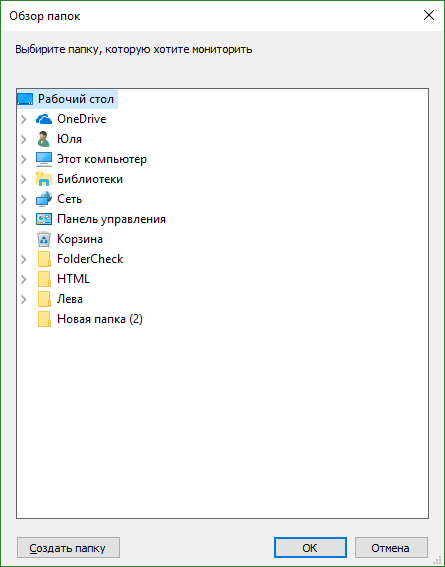 Обзор папок
Выбирите папку, которую хотите мониторить
Рабочий стол
OneDrive
Юля
Этот компьютер
Библиотеки
Сеть
Панель управления
Корзина
FolderCheck
HTML
Лева
Новая папка (2)
Создать папку
ОК
Отмена